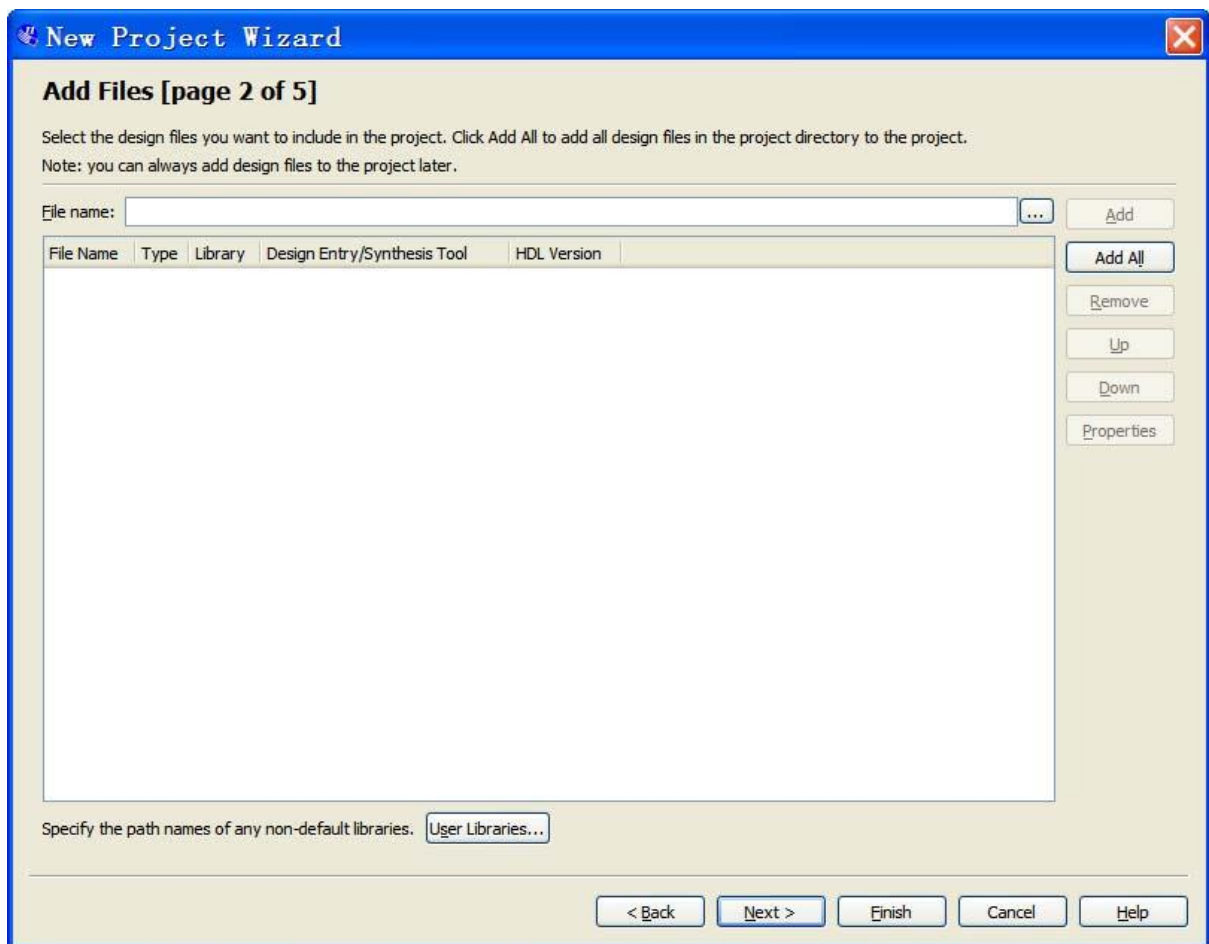 New Project Wizard
Add Files [page 2 of 5]
Select the design files you want to include in the project. Click Add All to add all design files in the project directory to the project.
Note: you can always add design files to the project later.
File name: ... Add
File Name Type Library Design Entry/Synthesis Tool HDL Version
Add All
Remove
Up
Down
Properties
Specify the path names of any non-default libraries. User Libraries...
< Back Next > Finish Cancel Help